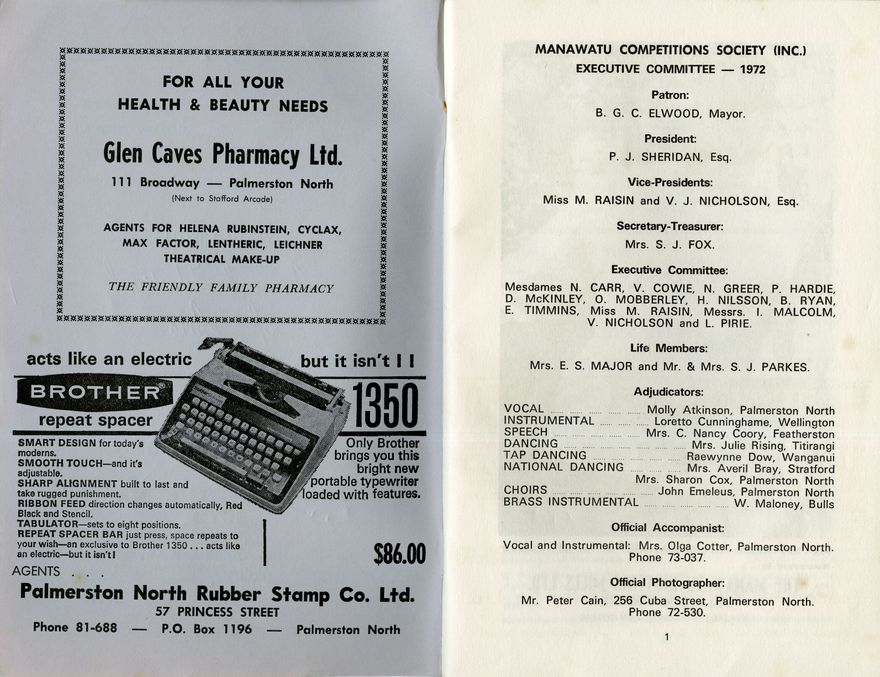 FOR ALL YOUR
HEALTH & BEAUTY NEEDS
Glen Caves Pharmacy Ltd.
111 Broadway — Palmerston North
(Next to Stafford Arcade)
AGENTS FOR HELENA RUBINSTEIN, CYCLAX,
MAX FACTOR, LENTHERIC, LEICHNER
THEATRICAL MAKE-UP
THE FRIENDLY FAMILY PHARMACY
acts like an electric
but it isn't ! !
BROTHER
repeat spacer
1350
SMART DESIGN for today's
moderns.
SMOOTH TOUCH—and it's
adjustable.
SHARP ALIGNMENT built to last and
take rugged punishment.
RIBBON FEED direction changes automatically, Red
Black and Stencil.
TABULATOR—sets to eight positions.
REPEAT SPACER BAR just press, space repeats to
your wish—an exclusive to Brother 1350 . . . acts like
an electric—but it isn't!
Only Brother
brings you this
bright new
portable typewriter
loaded with features.
$86.00
AGENTS . . .
Palmerston North Rubber Stamp Co. Ltd.
57 PRINCESS STREET
Phone 81-688 — P.O. Box 1196 — Palmerston North
MANAWATU COMPETITIONS SOCIETY (INC.)
EXECUTIVE COMMITTEE — 1972
Patron:
B. G. C. ELWOOD, Mayor.
President:
P. J. SHERIDAN, Esq.
Vice-Presidents:
Miss M. RAISIN and V. J. NICHOLSON, Esq.
Secretary-Treasurer:
Mrs. S. J. FOX.
Executive Committee:
Mesdames N. CARR, V. COWIE, N. GREER, P. HARDIE,
D. McKINLEY, O. MOBBERLEY, H. NILSSON, B. RYAN,
E. TIMMINS, Miss M. RAISIN, Messrs. I. MALCOLM,
V. NICHOLSON and L. PIRIE.
Life Members:
Mrs. E. S. MAJOR and Mr. & Mrs. S. J. PARKES.
Adjudicators:
VOCAL ........ Molly Atkinson, Palmerston North
INSTRUMENTAL ........ Loretto Cunninghame, Wellington
SPEECH ........ Mrs. C. Nancy Coory, Featherston
DANCING ........ Mrs. Julie Rising, Titirangi
TAP DANCING ........ Raewynne Dow, Wanganui
NATIONAL DANCING ........ Mrs. Averil Bray, Stratford
Mrs. Sharon Cox, Palmerston North
CHOIRS ........ John Emeleus, Palmerston North
BRASS INSTRUMENTAL ........ W. Maloney, Bulls
Official Accompanist:
Vocal and Instrumental: Mrs. Olga Cotter, Palmerston North.
Phone 73-037.
Official Photographer:
Mr. Peter Cain, 256 Cuba Street, Palmerston North.
Phone 72-530.
1